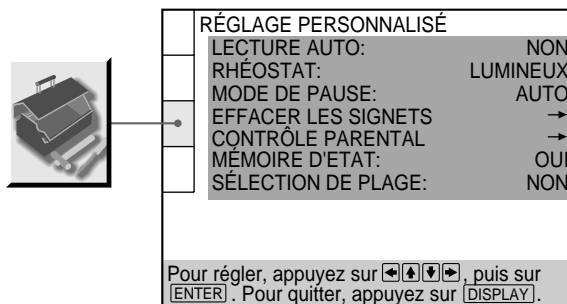 RÉGLAGE PERSONNALISÉ
LECTURE AUTO: NON
RHÉOSTAT: LUMINEUX
MODE DE PAUSE: AUTO
EFFACER LES SIGNETS →
CONTRÔLE PARENTAL →
MÉMOIRE D'ETAT: OUI
SÉLECTION DE PLAGE: NON
Pour régler, appuyez sur ←↑↓→, puis sur
ENTER. Pour quitter, appuyez sur DISPLAY.